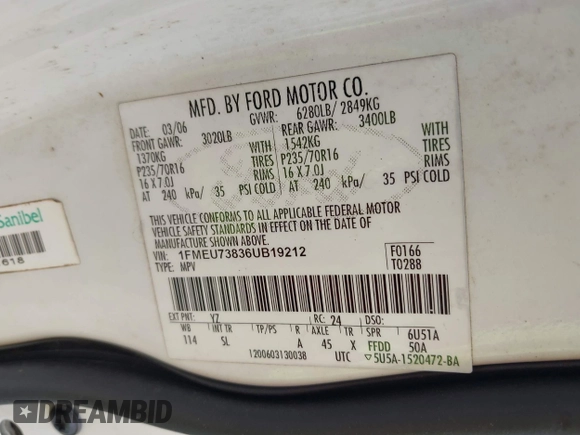 MFD. BY FORD MOTOR CO.
03/06 GVWR: 6280LB/ 2849KG
FRONT GAWR: 3020LB REAR GAWR: 3400LB
1370KG WITH 1542KG WITH
P235/70R16 TIRES P235/70R16 TIRES
16 X 7.0J RIMS 16 X 7.0J RIMS
AT 240 kPa/ 35 PSI COLD AT 240 kPa/ 35 PSI COLD
THIS VEHICLE CONFORMS TO ALL APPLICABLE FEDERAL MOTOR
VEHICLE SAFETY STANDARDS IN EFFECT ON THE DATE OF
MANUFACTURE SHOWN ABOVE.
VIN: 1FMEU73836UB19212 F0166
TYPE: MPV T0288
EXT PNT: YZ RC: 24 DSO:
WB INT TR TP/PS R AXLE TR SPR 6U51A
114 SL A 45 X FFDD 50A
1200603130038 UTC ▽5U5A-1520472-BA
Sanibel
618
DREAMBID